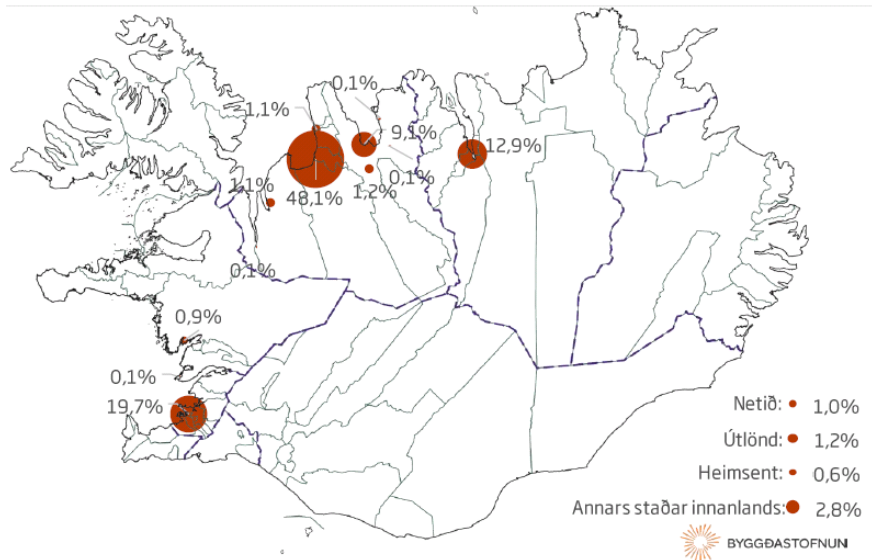 0,1%
1,1%
9,1%
12,9%
0,1%
1,1%
48,1%
1,2%
0,1%
0,9%
0,1%
19,7%
Netið: 1,0%
Útlönd: 1,2%
Heimsent: 0,6%
Annars staðar innanlands: 2,8%
BYGGÐASTOFNUN